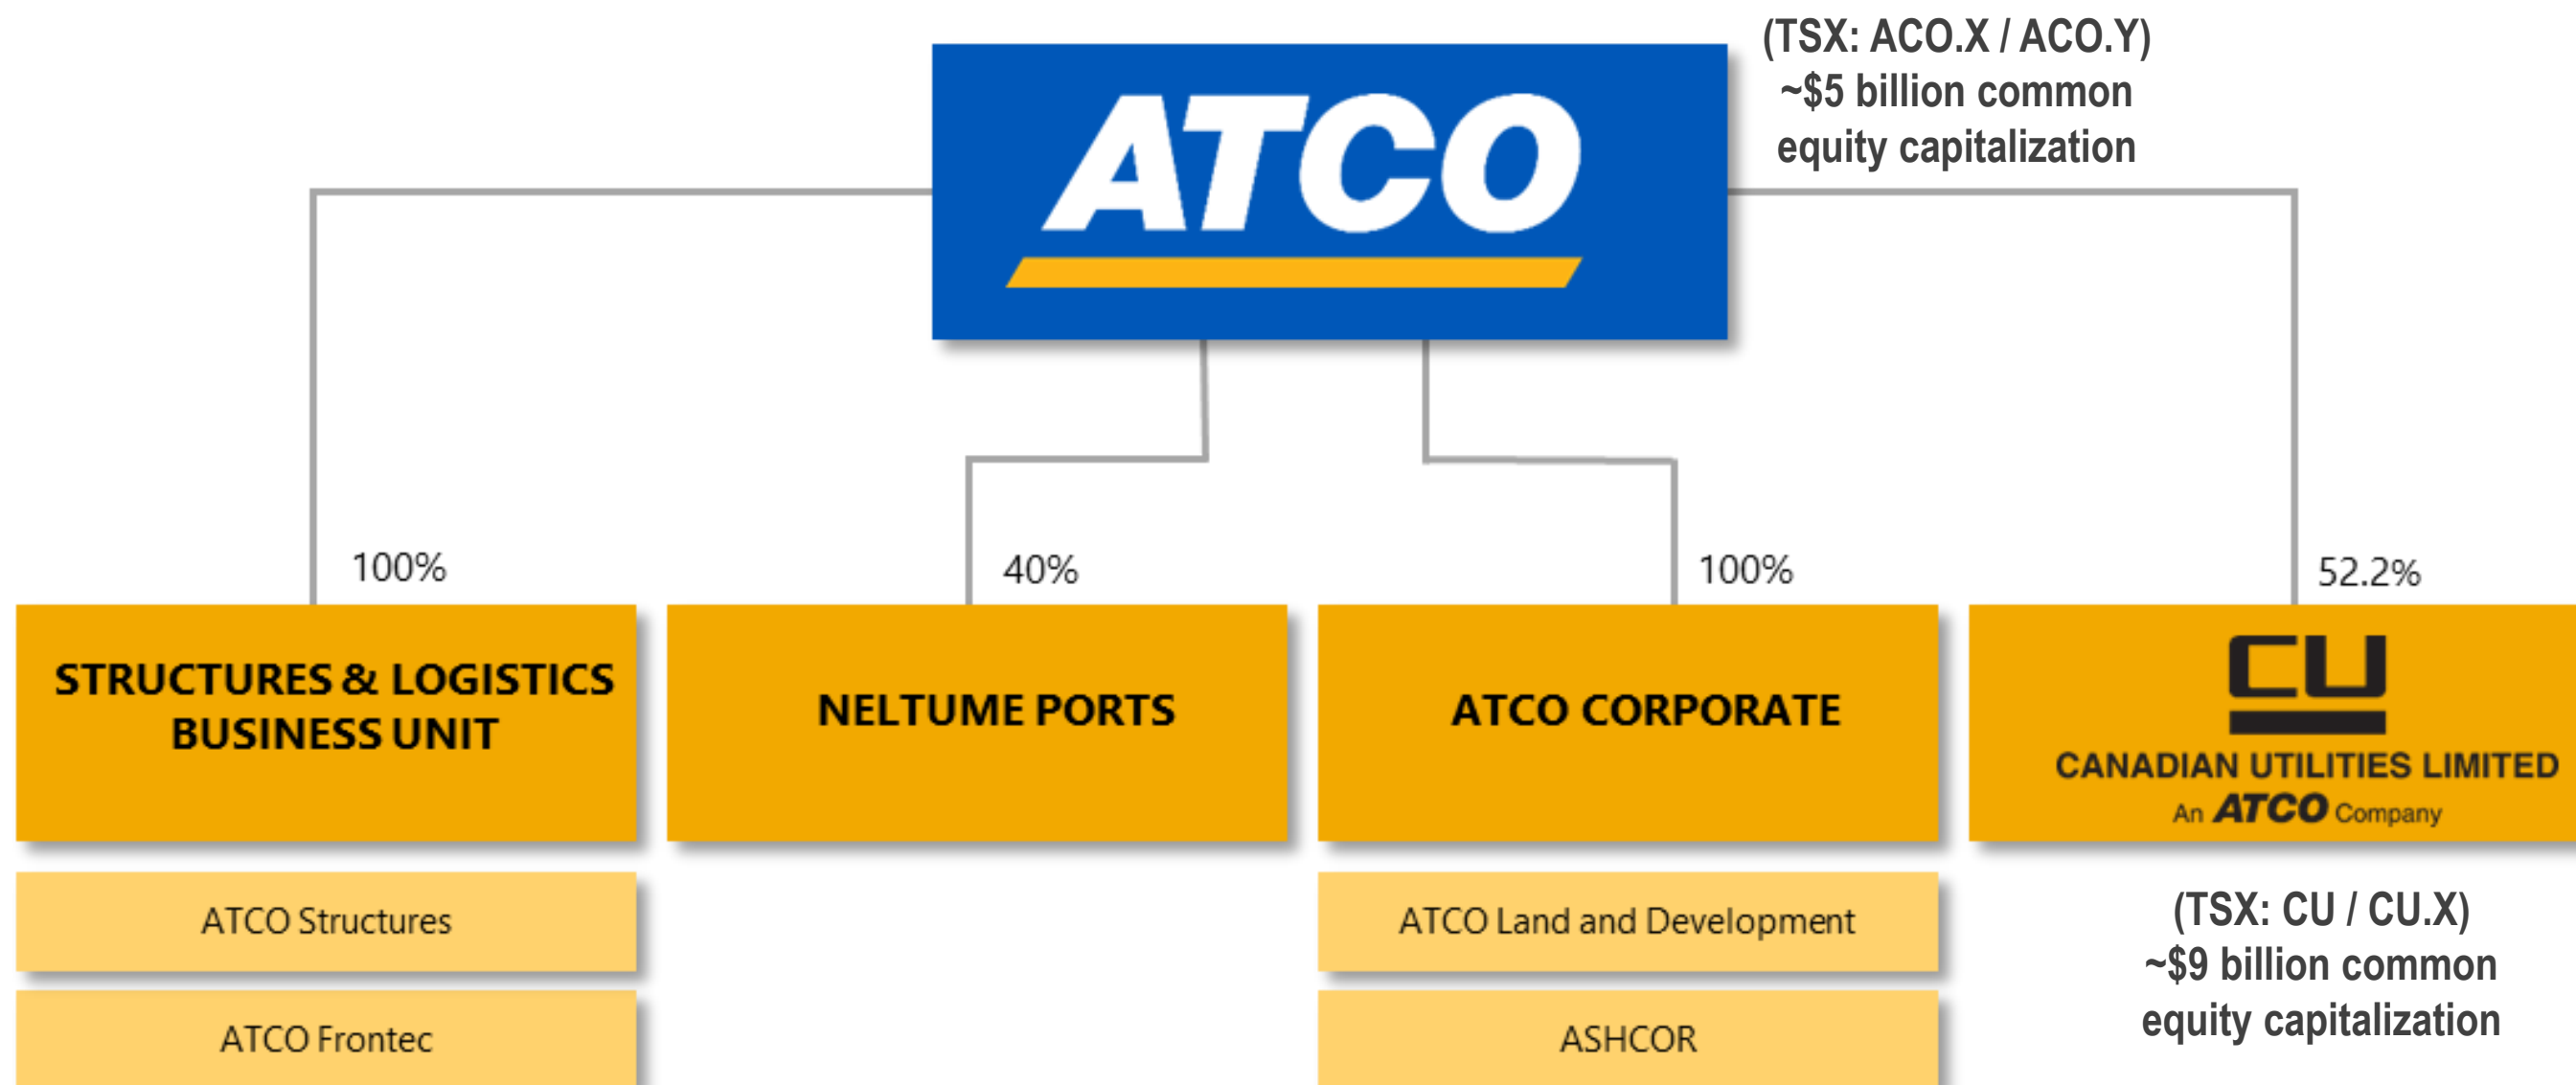 (TSX: ACO.X / ACO.Y)
~$5 billion common
equity capitalization
ATCO
100%
40%
100%
52.2%
STRUCTURES & LOGISTICS
BUSINESS UNIT
NELTUME PORTS
ATCO CORPORATE
CU
CANADIAN UTILITIES LIMITED
An ATCO Company
ATCO Structures
ATCO Frontec
ATCO Land and Development
ASHCOR
(TSX: CU / CU.X)
~$9 billion common
equity capitalization